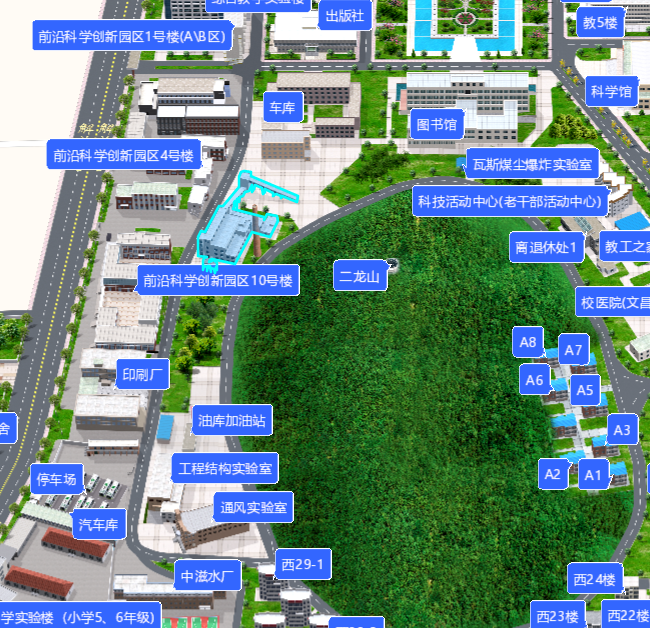 出版社
前沿科学创新园区1号楼(A\B区)
教5楼
科学馆
车库
图书馆
前沿科学创新园区4号楼
瓦斯煤尘爆炸实验室
科技活动中心(老干部活动中心)
离退休处1
教工之家
前沿科学创新园区10号楼
二龙山
校医院(文昌
A8
A7
印刷厂
A6
A5
油库加油站
舍
A3
工程结构实验室
停车场
A2
A1
通风实验室
汽车库
西29-1
中滋水厂
西24楼
学实验楼（小学5、6年级)
西23楼
西22楼